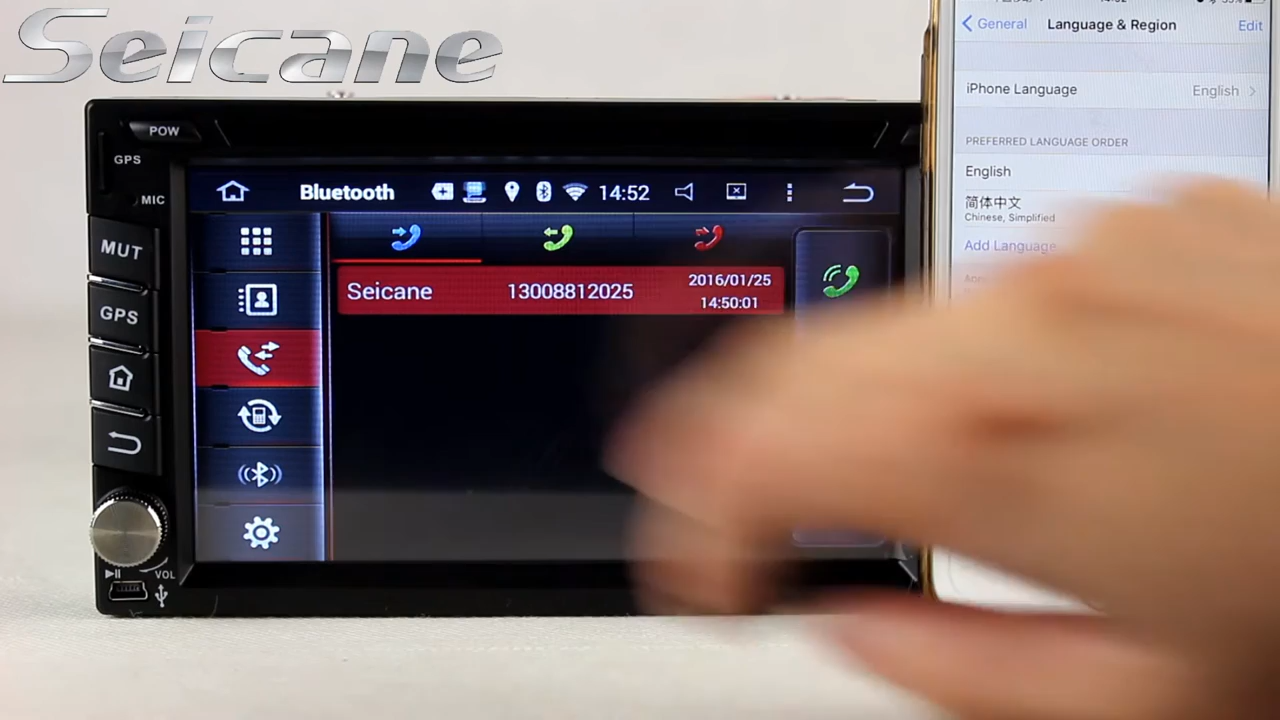 Seicane
POW
GPS
MIC
MUT
GPS
VOL
Bluetooth
14:52
Seicane 13008812025 2016/01/25
14:50:01
General Language & Region Edit
iPhone Language English
PREFERRED LANGUAGE ORDER
English
简体中文
Chinese, Simplified
Add Language